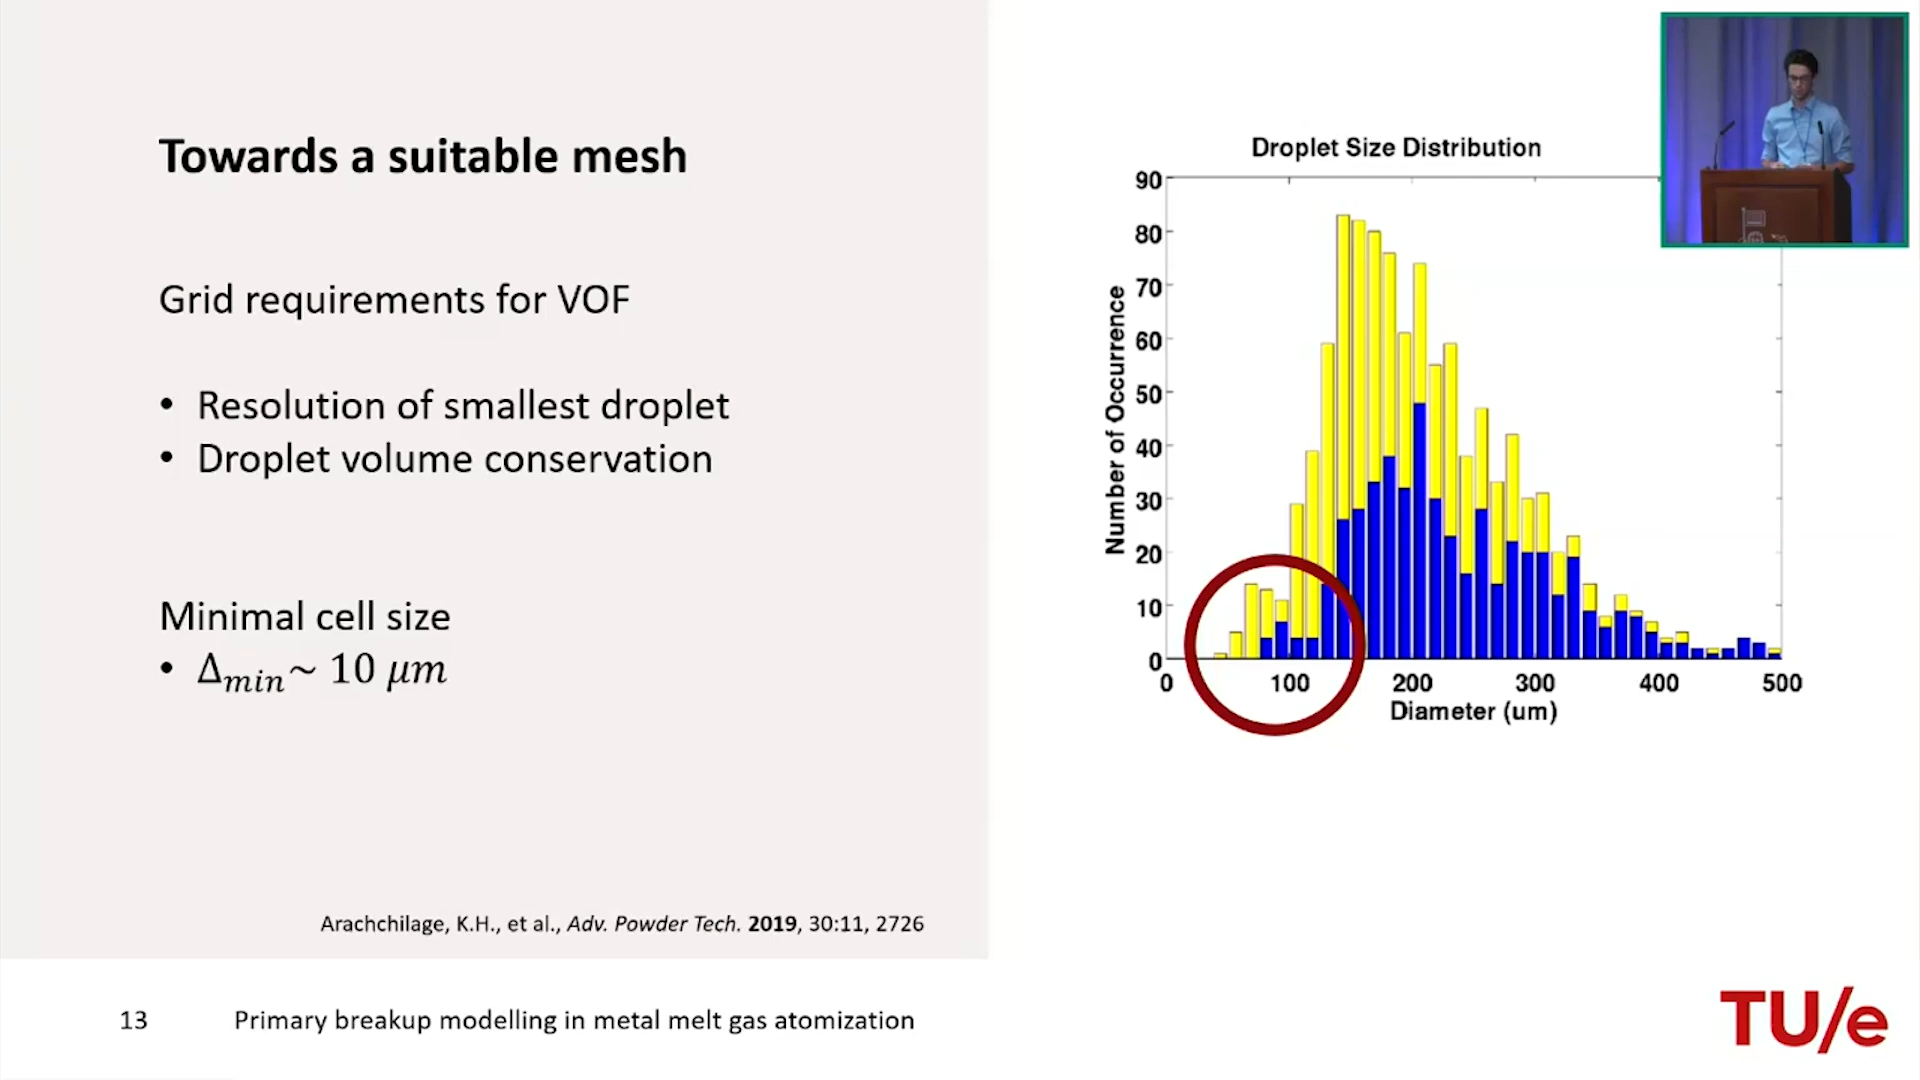 Towards a suitable mesh
Grid requirements for VOF
• Resolution of smallest droplet
• Droplet volume conservation
Minimal cell size
• Δmin~ 10 μm
Arachchilage, K.H., et al., Adv. Powder Tech. 2019, 30:11, 2726
Droplet Size Distribution
90
80
70
60
50
40
30
20
10
0
Number of Occurrence
0 100 200 300 400 500
Diameter (um)
13 Primary breakup modelling in metal melt gas atomization
TU/e